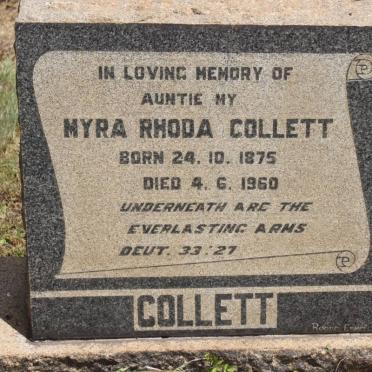 IN LOVING MEMORY OF
AUNTIE MY
MYRA RHODA COLLETT
BORN 24.10.1875
DIED 4.6.1960
UNDERNEATH ARE THE
EVERLASTING ARMS
DEUT. 33:27
COLLETT